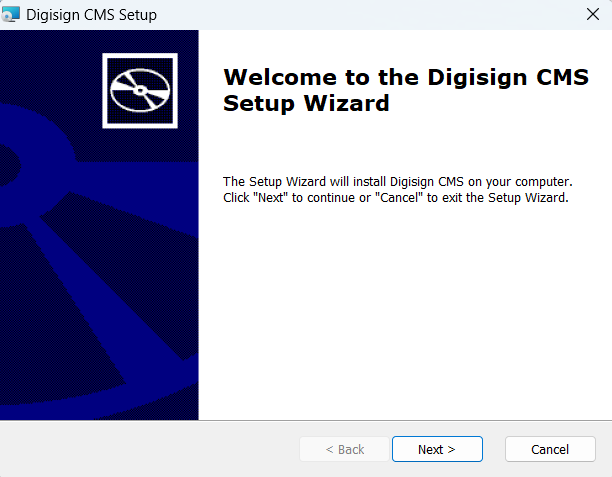 Digisign CMS Setup
Welcome to the Digisign CMS
Setup Wizard
The Setup Wizard will install Digisign CMS on your computer.
Click "Next" to continue or "Cancel" to exit the Setup Wizard.
< Back
Next >
Cancel